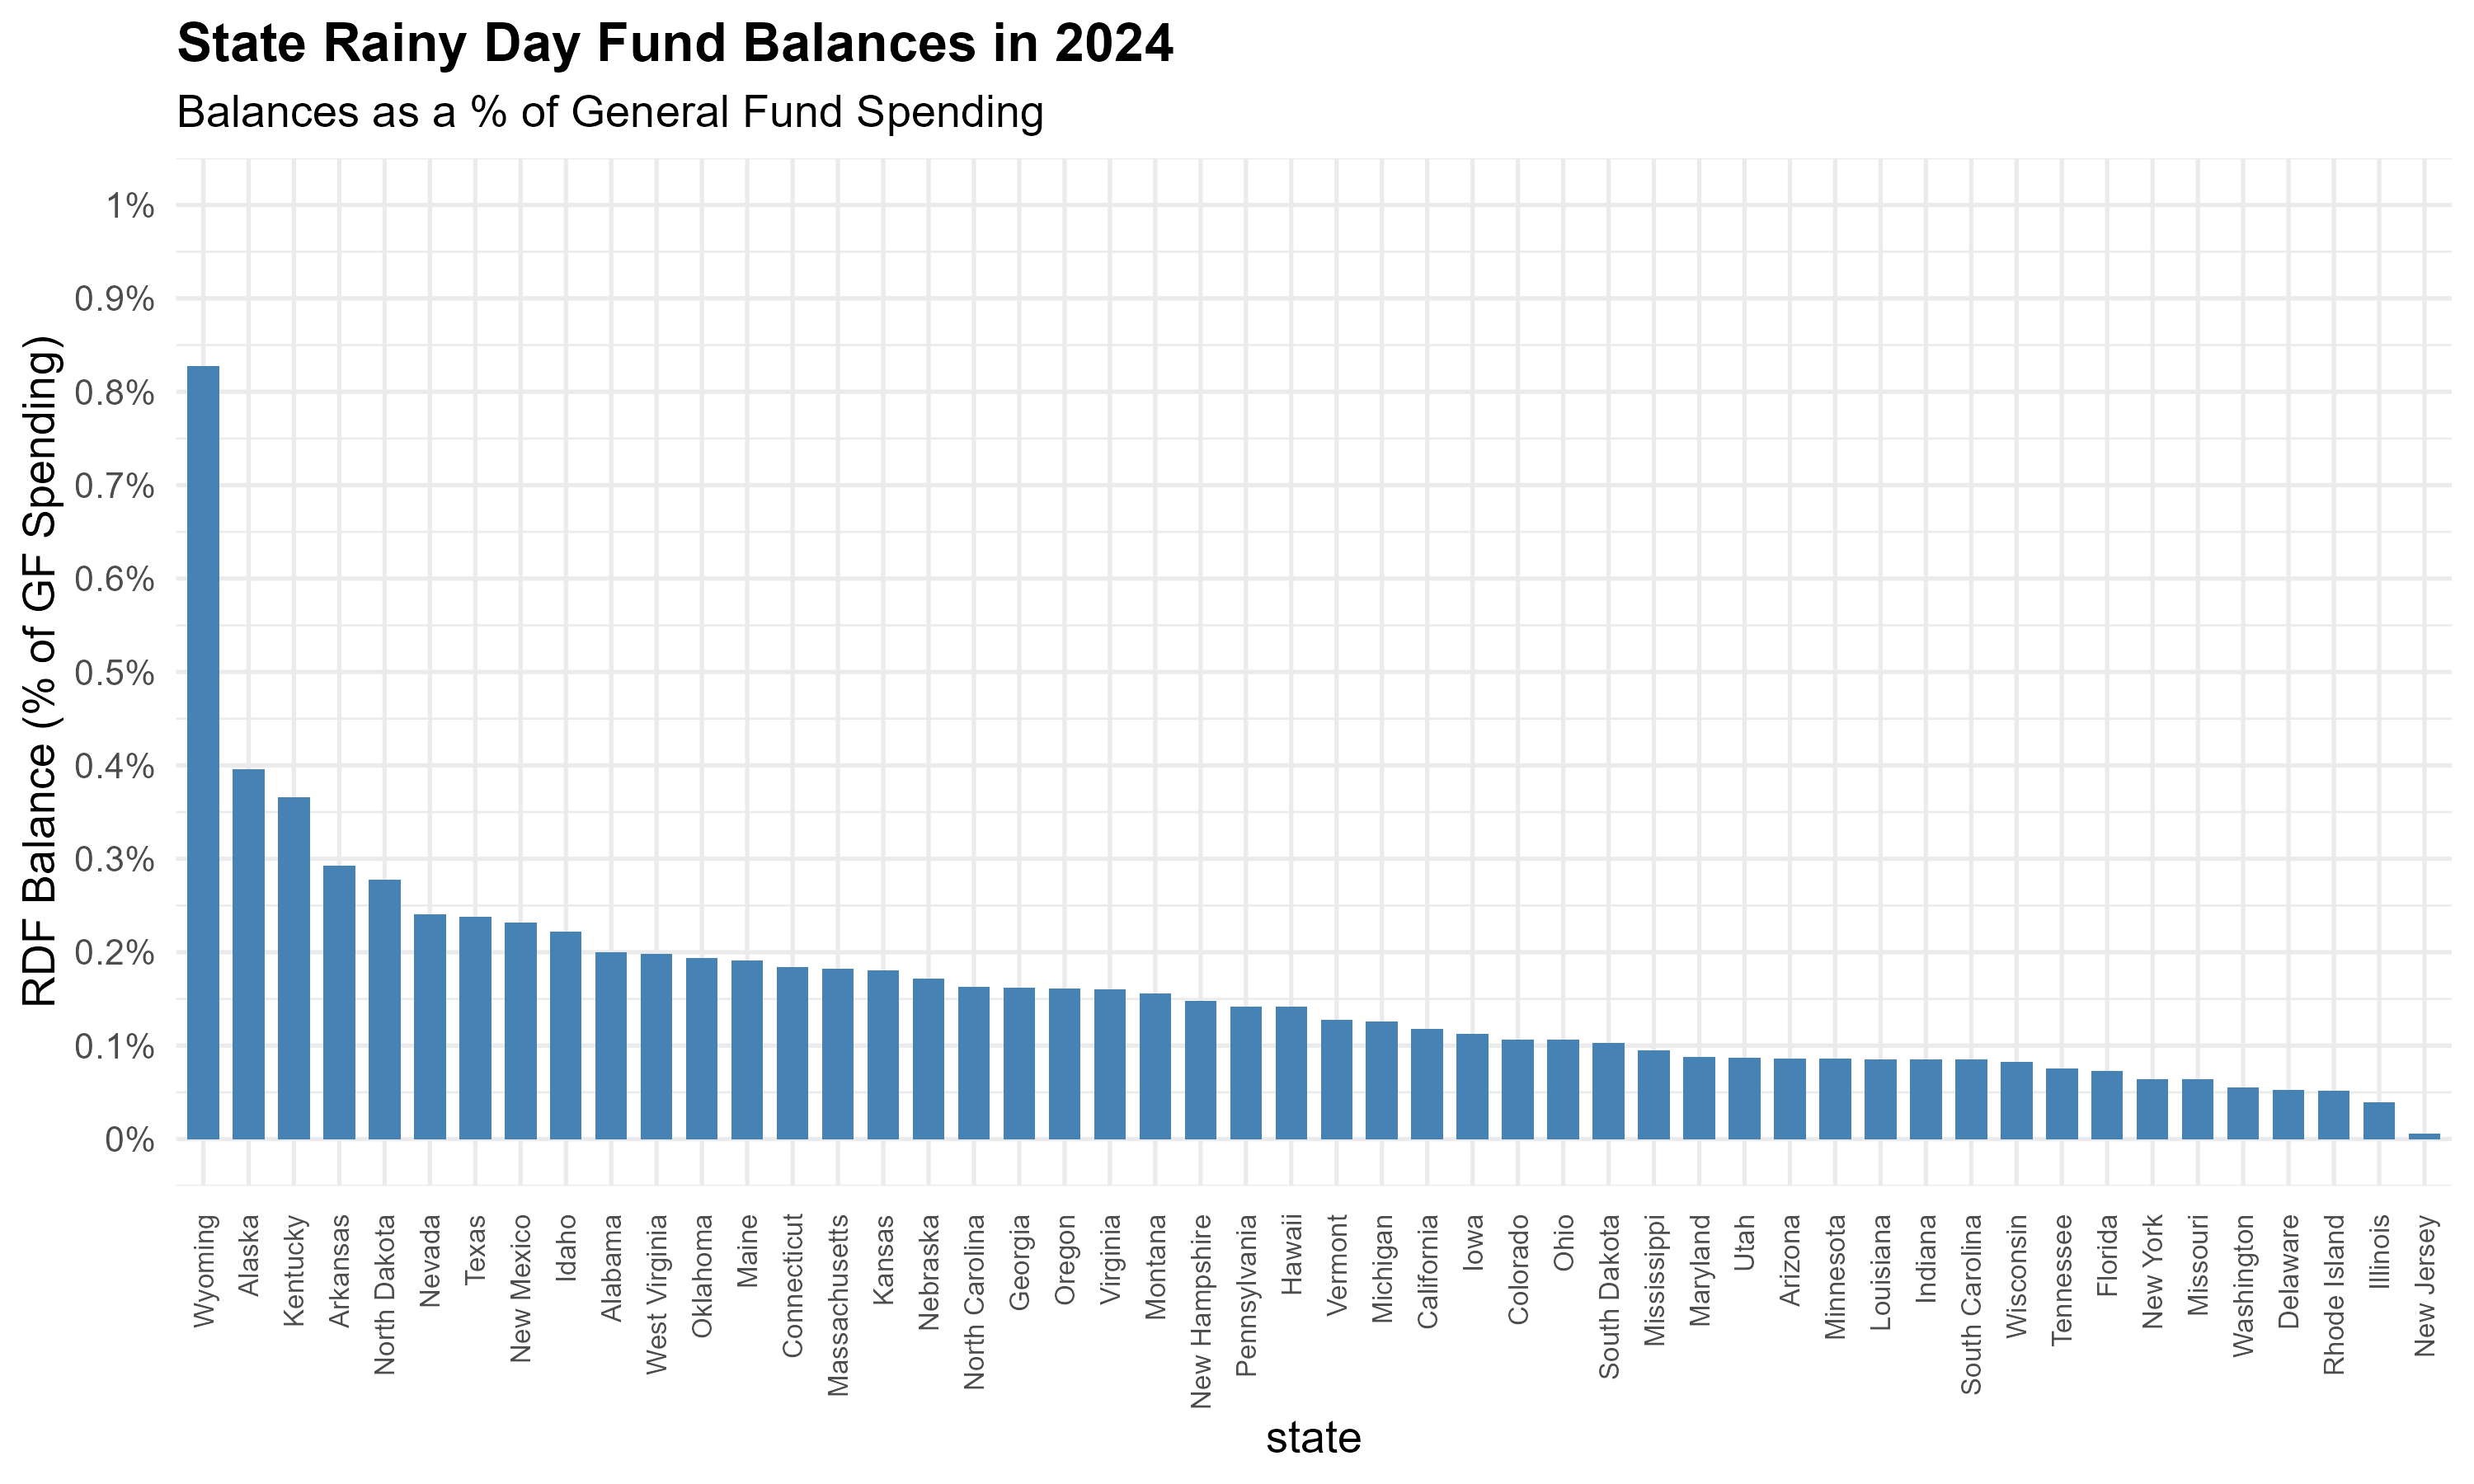 State Rainy Day Fund Balances in 2024
Balances as a % of General Fund Spending
RDF Balance (% of GF Spending)
1%
0.9%
0.8%
0.7%
0.6%
0.5%
0.4%
0.3%
0.2%
0.1%
0%
Wyoming
Alaska
Kentucky
Arkansas
North Dakota
Nevada
Texas
New Mexico
Idaho
Alabama
West Virginia
Oklahoma
Maine
Connecticut
Massachusetts
Kansas
Nebraska
North Carolina
Georgia
Oregon
Virginia
Montana
New Hampshire
Pennsylvania
Hawaii
Vermont
Michigan
California
Iowa
Colorado
Ohio
South Dakota
Mississippi
Maryland
Utah
Arizona
Minnesota
Louisiana
Indiana
South Carolina
Wisconsin
Tennessee
Florida
New York
Missouri
Washington
Delaware
Rhode Island
Illinois
New Jersey
state